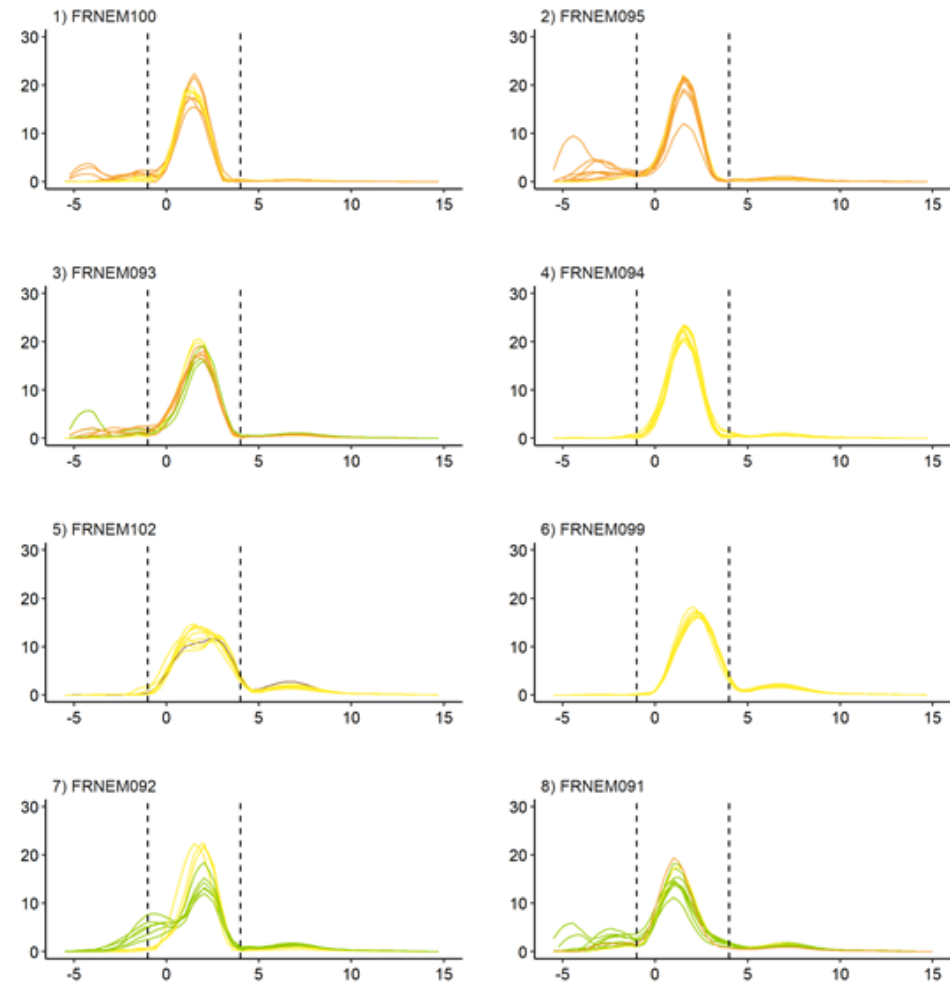 1) FRNEM100
2) FRNEM095
30
20
10
0
-5 0 5 10 15
30
20
10
0
-5 0 5 10 15
3) FRNEM093
4) FRNEM094
30
20
10
0
-5 0 5 10 15
30
20
10
0
-5 0 5 10 15
5) FRNEM102
6) FRNEM099
30
20
10
0
-5 0 5 10 15
30
20
10
0
-5 0 5 10 15
7) FRNEM092
8) FRNEM091
30
20
10
0
-5 0 5 10 15
30
20
10
0
-5 0 5 10 15